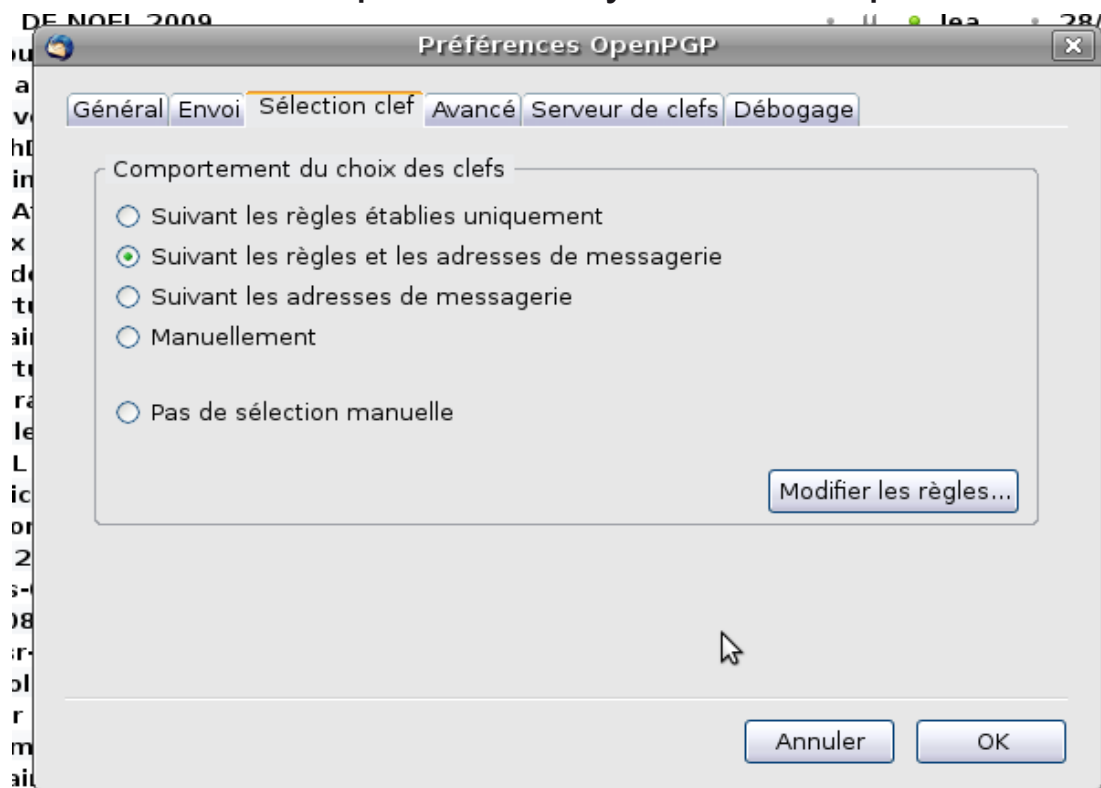 DE NOEL 2009 lea 28/
Préférences OpenPGP
Général Envoi Sélection clef Avancé Serveur de clefs Débogage
Comportement du choix des clefs
Suivant les règles établies uniquement
Suivant les règles et les adresses de messagerie
Suivant les adresses de messagerie
Manuellement
Pas de sélection manuelle
Modifier les règles...
Annuler OK